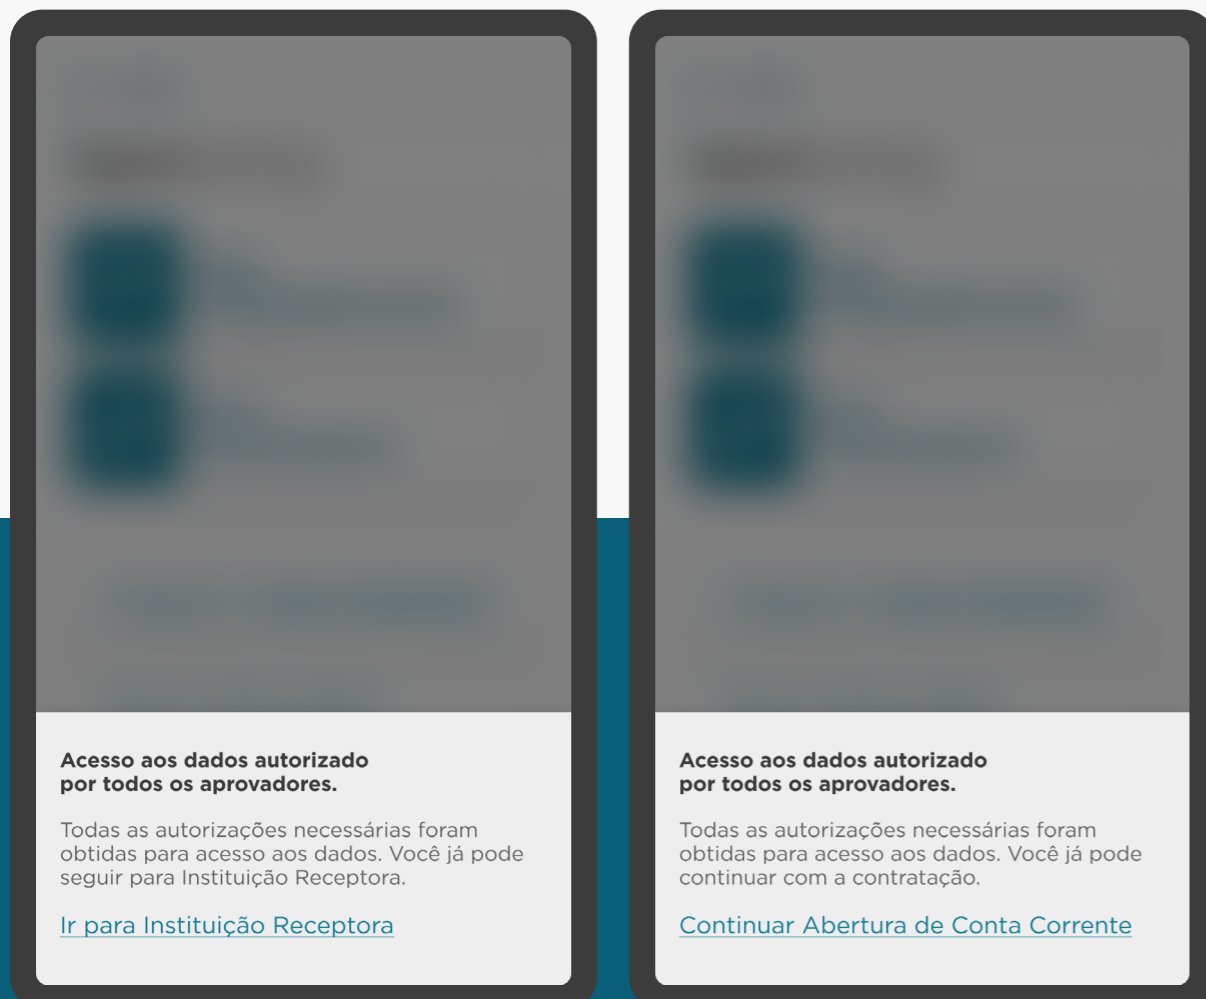 Acesso aos dados autorizado
por todos os aprovadores.
Todas as autorizações necessárias foram
obtidas para acesso aos dados. Você já pode
seguir para Instituição Receptora.
Ir para Instituição Receptora
Acesso aos dados autorizado
por todos os aprovadores.
Todas as autorizações necessárias foram
obtidas para acesso aos dados. Você já pode
continuar com a contratação.
Continuar Abertura de Conta Corrente